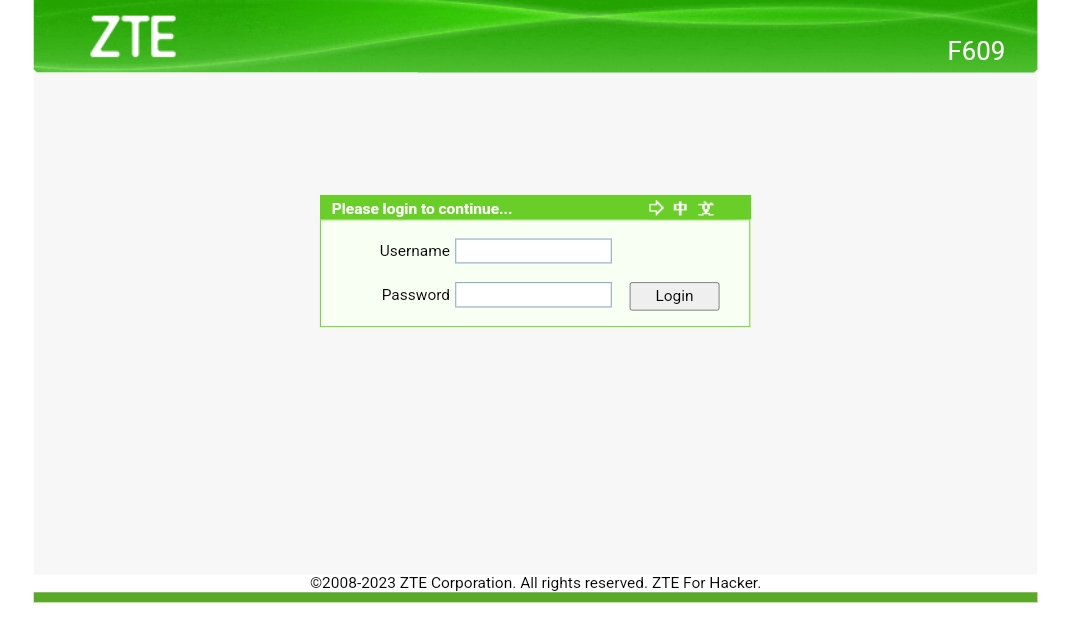 ZTE
F609
Please login to continue... ⇨ 中 文
Username
Password
Login
©2008-2023 ZTE Corporation. All rights reserved. ZTE For Hacker.